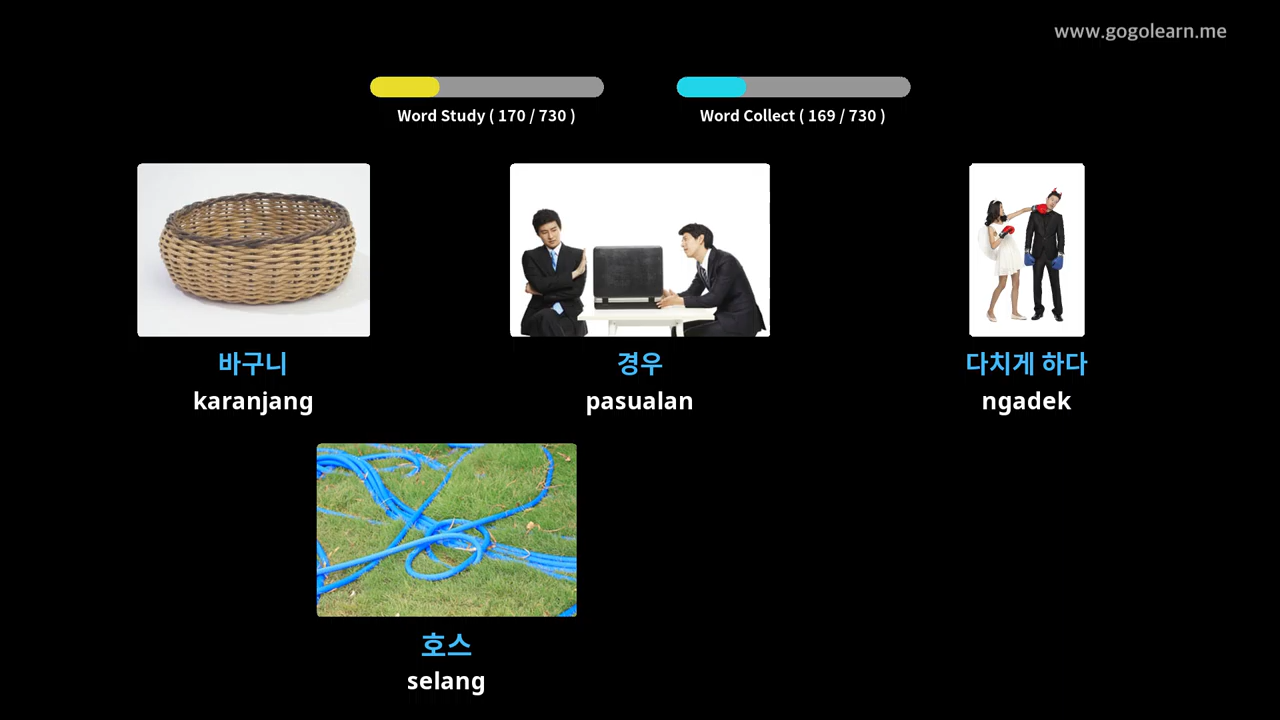 www.gogolearn.me
Word Study ( 170 / 730 )
Word Collect ( 169 / 730 )
바구니
karanjang
경우
pasualan
다치게 하다
ngadek
호스
selang